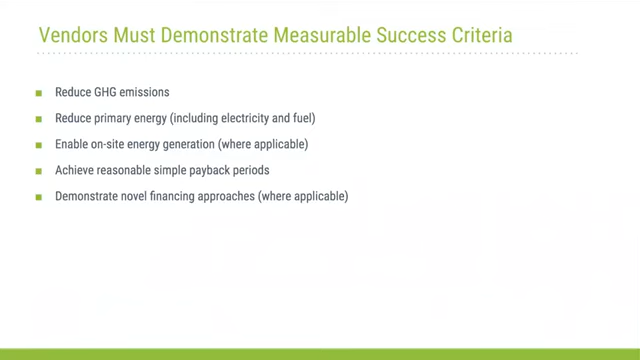 Vendors Must Demonstrate Measurable Success Criteria
Reduce GHG emissions
Reduce primary energy (including electricity and fuel)
Enable on-site energy generation (where applicable)
Achieve reasonable simple payback periods
Demonstrate novel financing approaches (where applicable)